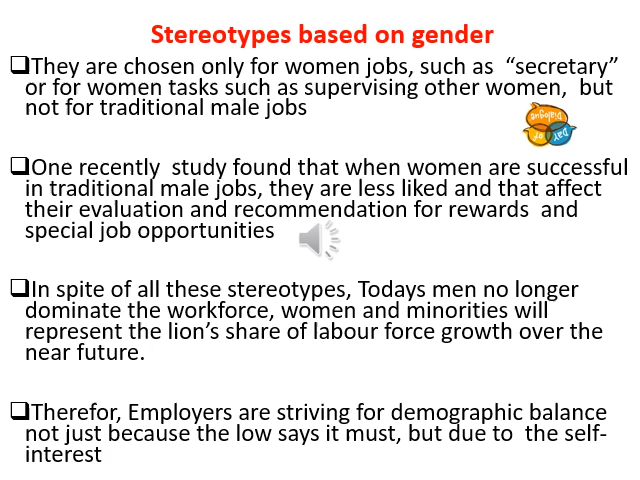 Stereotypes based on gender
❑They are chosen only for women jobs, such as “secretary”
or for women tasks such as supervising other women, but
not for traditional male jobs
Day of Dialogue
❑One recently study found that when women are successful
in traditional male jobs, they are less liked and that affect
their evaluation and recommendation for rewards and
special job opportunities
❑In spite of all these stereotypes, Todays men no longer
dominate the workforce, women and minorities will
represent the lion’s share of labour force growth over the
near future.
❑Therefor, Employers are striving for demographic balance
not just because the low says it must, but due to the self-
interest